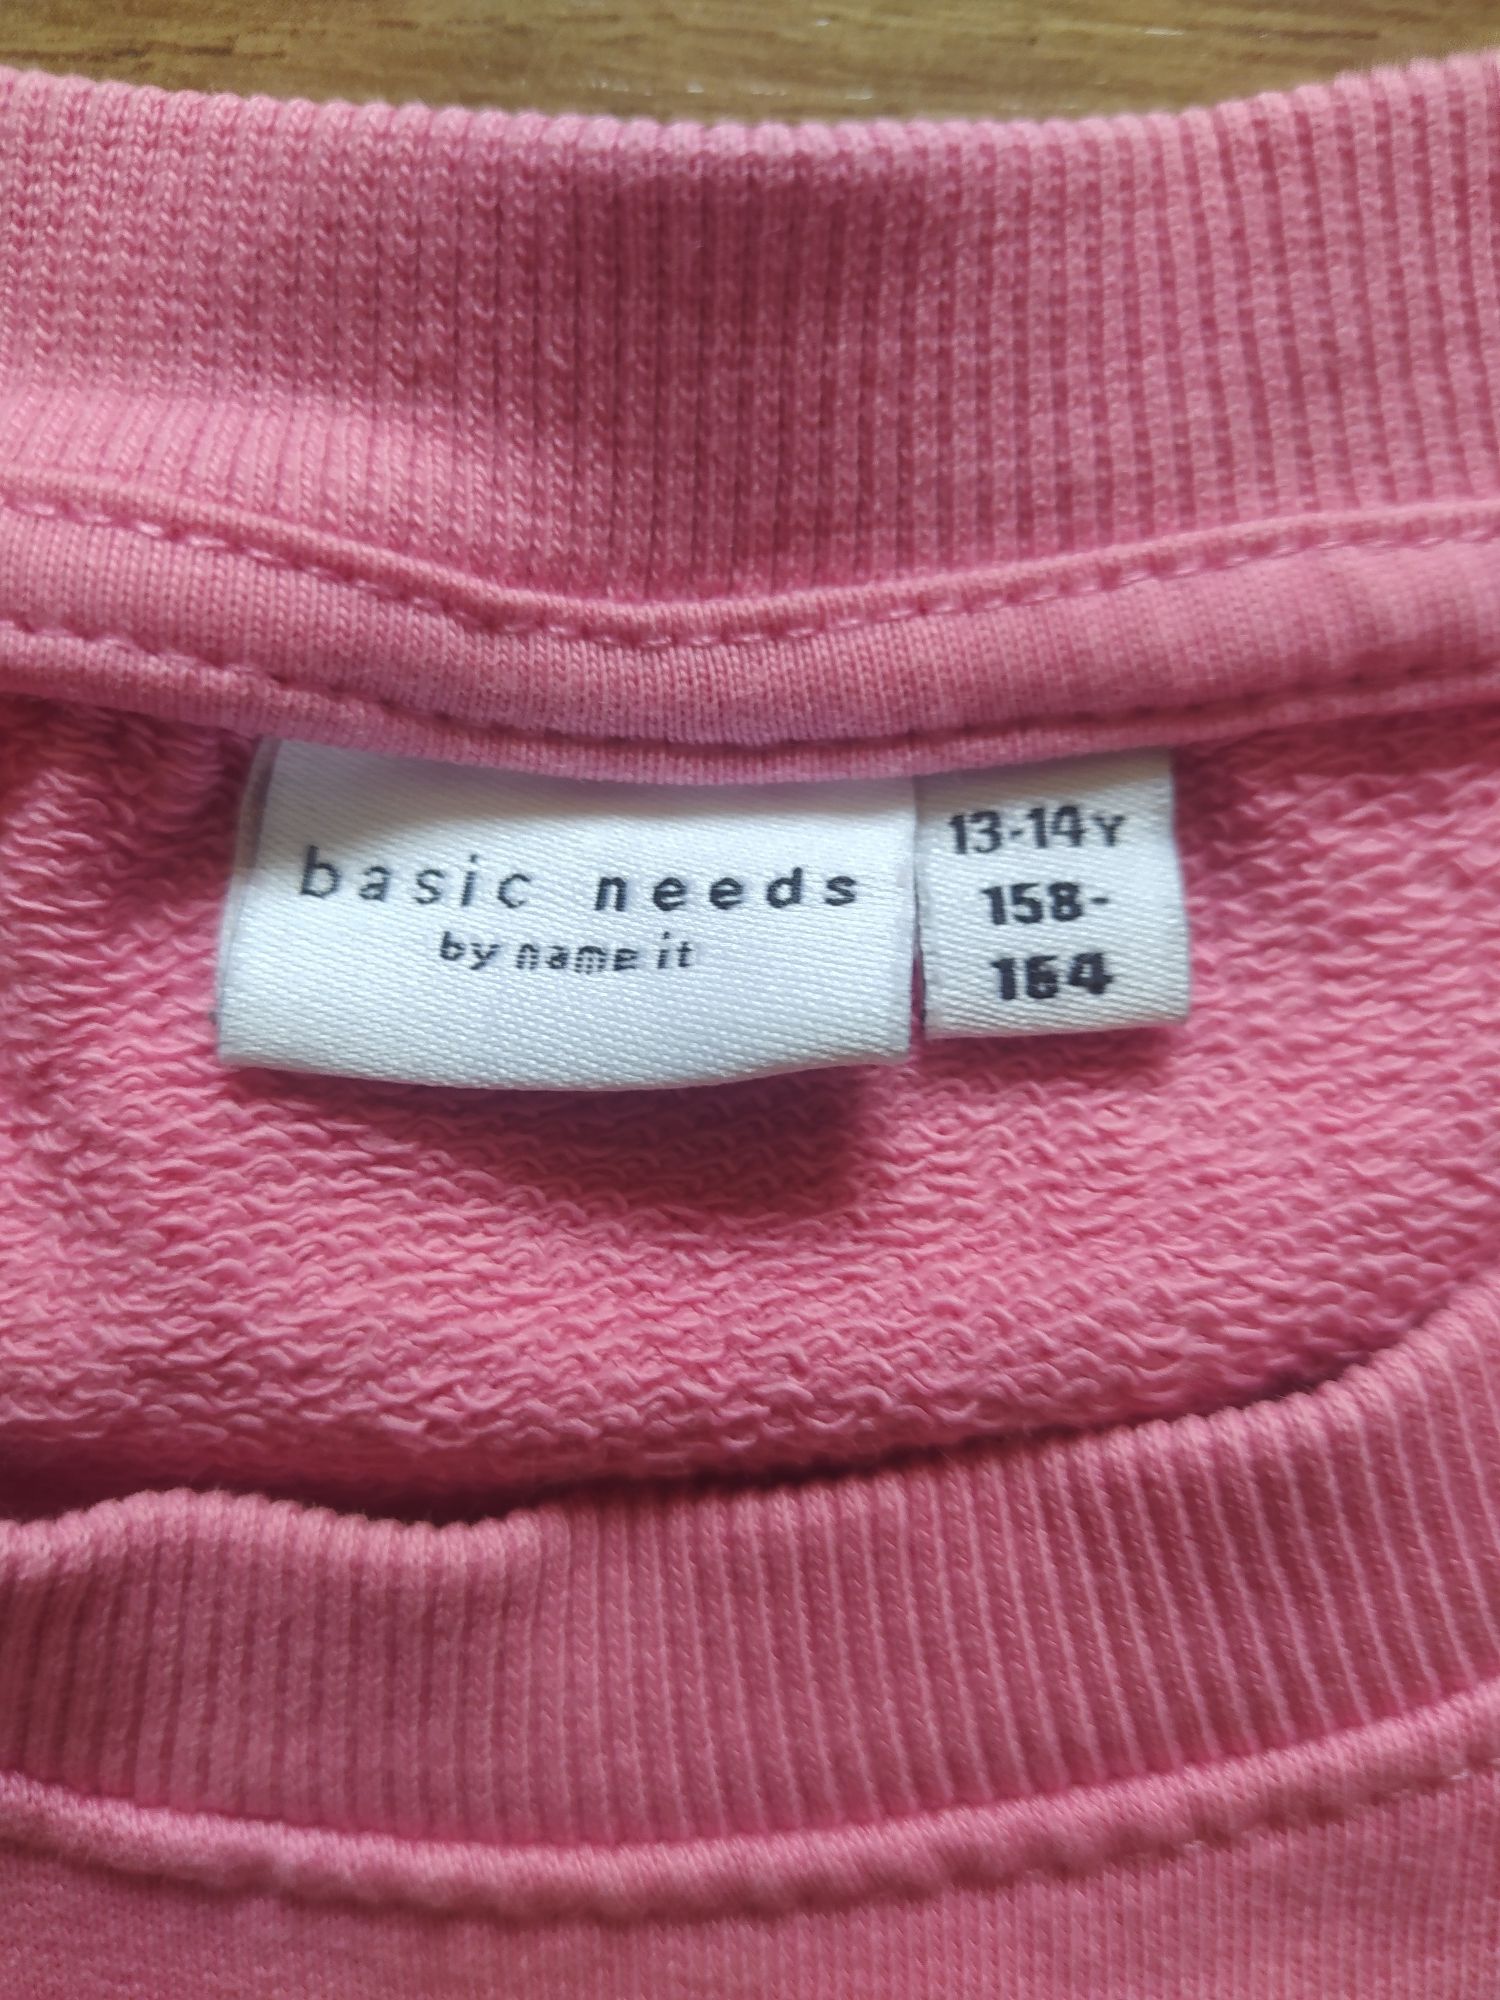 basic needs
by name it
13-14Y
158-
164